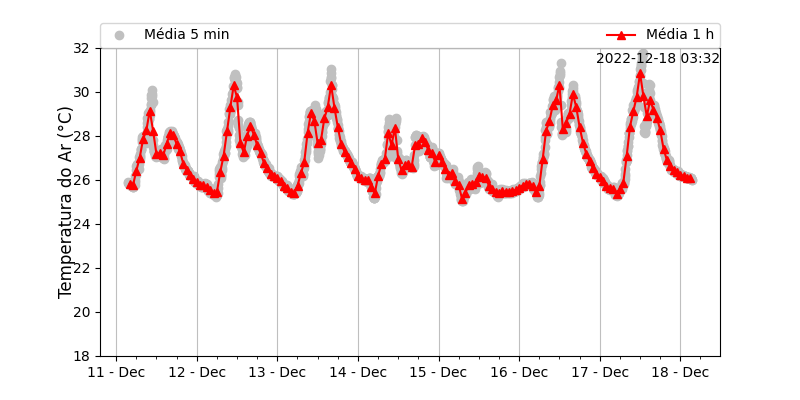 Média 5 min
Média 1 h
2022-12-18 03:32
Temperatura do Ar (°C)
32
30
28
26
24
22
20
18
11 - Dec
12 - Dec
13 - Dec
14 - Dec
15 - Dec
16 - Dec
17 - Dec
18 - Dec